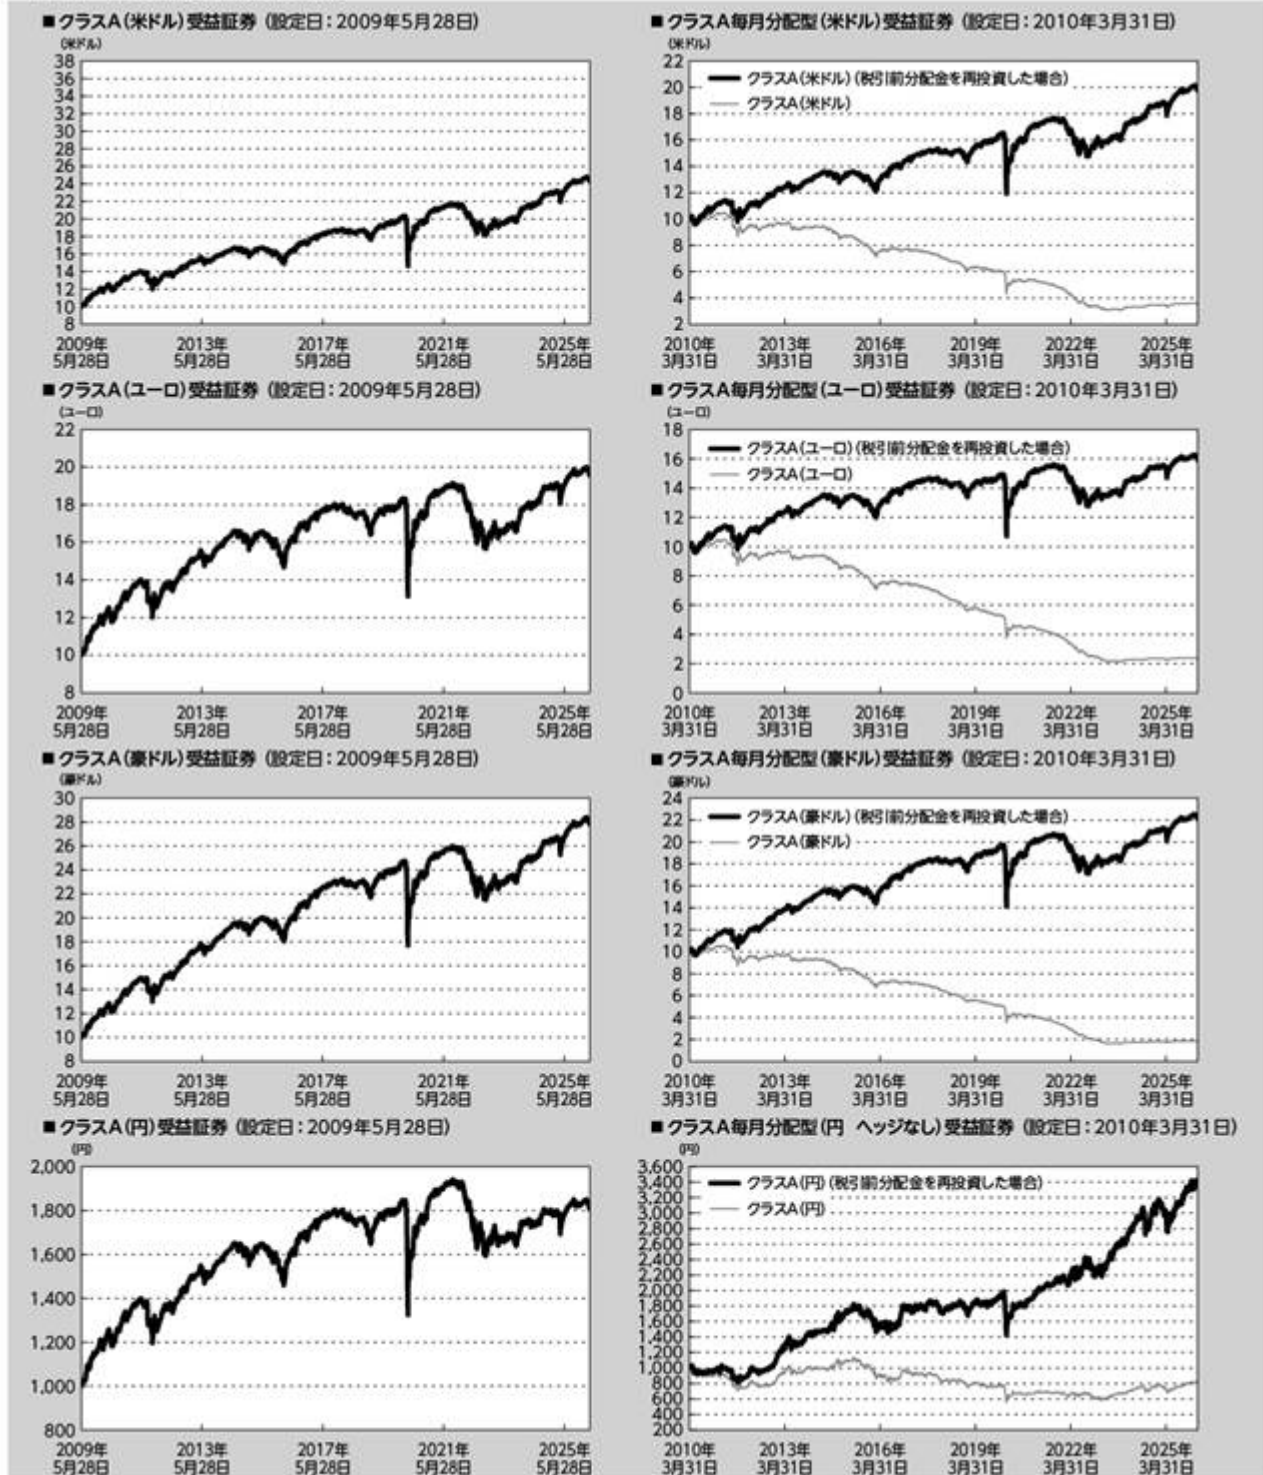 ■クラスA（米ドル）受益証券（設定日：2009年5月28日）
（米ドル）
38
36
34
32
30
28
26
24
22
20
18
16
14
12
10
8
2009年 2013年 2017年 2021年 2025年
5月28日 5月28日 5月28日 5月28日 5月28日
■クラスA毎月分配型（米ドル）受益証券（設定日：2010年3月31日）
（米ドル）
クラスA（米ドル）（税引前分配金を再投資した場合）
クラスA（米ドル）
22
20
18
16
14
12
10
8
6
4
2
2010年 2013年 2016年 2019年 2022年 2025年
3月31日 3月31日 3月31日 3月31日 3月31日 3月31日
■クラスA（ユーロ）受益証券（設定日：2009年5月28日）
（ユーロ）
22
20
18
16
14
12
10
8
2009年 2013年 2017年 2021年 2025年
5月28日 5月28日 5月28日 5月28日 5月28日
■クラスA毎月分配型（ユーロ）受益証券（設定日：2010年3月31日）
（ユーロ）
クラスA（ユーロ）（税引前分配金を再投資した場合）
クラスA（ユーロ）
18
16
14
12
10
8
6
4
2
0
2010年 2013年 2016年 2019年 2022年 2025年
3月31日 3月31日 3月31日 3月31日 3月31日 3月31日
■クラスA（豪ドル）受益証券（設定日：2009年5月28日）
（豪ドル）
30
28
26
24
22
20
18
16
14
12
10
8
2009年 2013年 2017年 2021年 2025年
5月28日 5月28日 5月28日 5月28日 5月28日
■クラスA毎月分配型（豪ドル）受益証券（設定日：2010年3月31日）
（豪ドル）
クラスA（豪ドル）（税引前分配金を再投資した場合）
クラスA（豪ドル）
24
22
20
18
16
14
12
10
8
6
4
2
0
2010年 2013年 2016年 2019年 2022年 2025年
3月31日 3月31日 3月31日 3月31日 3月31日 3月31日
■クラスA（円）受益証券（設定日：2009年5月28日）
（円）
2,000
1,800
1,600
1,400
1,200
1,000
800
2009年 2013年 2017年 2021年 2025年
5月28日 5月28日 5月28日 5月28日 5月28日
■クラスA毎月分配型（円 ヘッジなし）受益証券（設定日：2010年3月31日）
（円）
クラスA（円）（税引前分配金を再投資した場合）
クラスA（円）
3,600
3,400
3,200
3,000
2,800
2,600
2,400
2,200
2,000
1,800
1,600
1,400
1,200
1,000
800
600
400
200
2010年 2013年 2016年 2019年 2022年 2025年
3月31日 3月31日 3月31日 3月31日 3月31日 3月31日